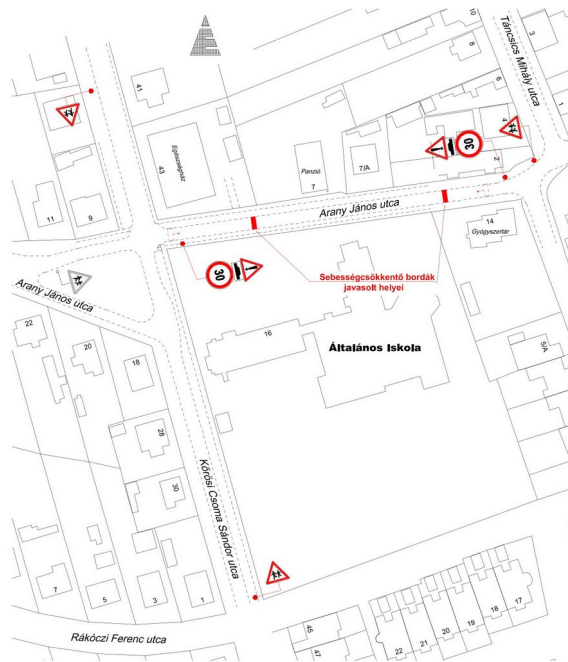 É
Táncsics Mihály utca
10
8
6
4
2
3
1
41
Egészségház
43
Panzió
7
7/A
30
Arany János utca
14
Gyógyszertár
11
9
30
Sebességcsökkentő bordák
javasolt helyei
Arany János utca
16
Általános Iskola
5/A
22
20
18
28
30
Kőrösi Csoma Sándor utca
7
5
3
1
Rákóczi Ferenc utca
45
47
22
21
20
19
18
17